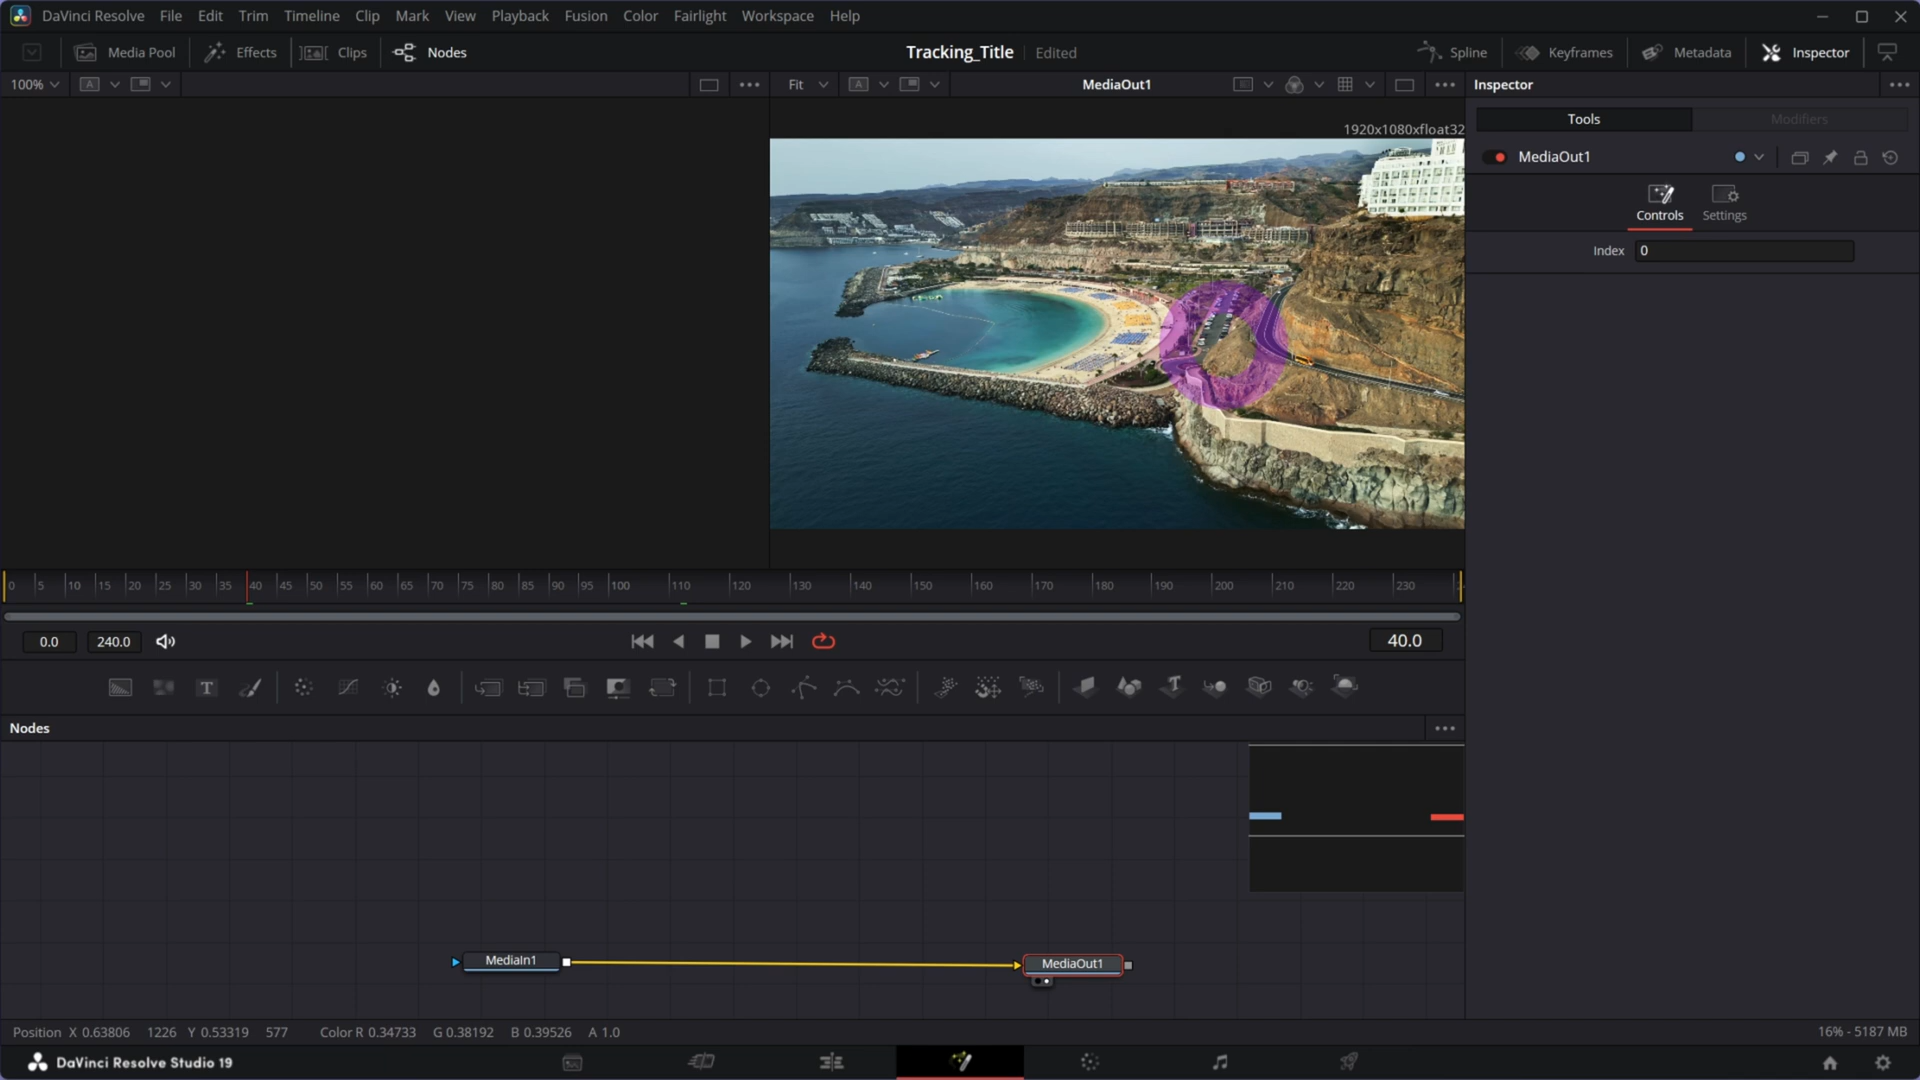 DaVinci Resolve File Edit Trim Timeline Clip Mark View Playback Fusion Color Fairlight Workspace Help
Media Pool Effects Clips Nodes Tracking_Title Edited Spline Keyframes Metadata Inspector
100% A Fit A MediaOut1 Inspector
Tools Modifiers
1920x1080xfloat32
MediaOut1
Controls Settings
Index 0
0 5 10 15 20 25 30 35 40 45 50 55 60 65 70 75 80 85 90 95 100 110 120 130 140 150 160 170 180 190 200 210 220 230
0.0 240.0 40.0
T T
Nodes
MediaIn1 MediaOut1
Position X 0.63806 1226 Y 0.53319 577 Color R 0.34733 G 0.38192 B 0.39526 A 1.0 16% - 5187 MB
DaVinci Resolve Studio 19